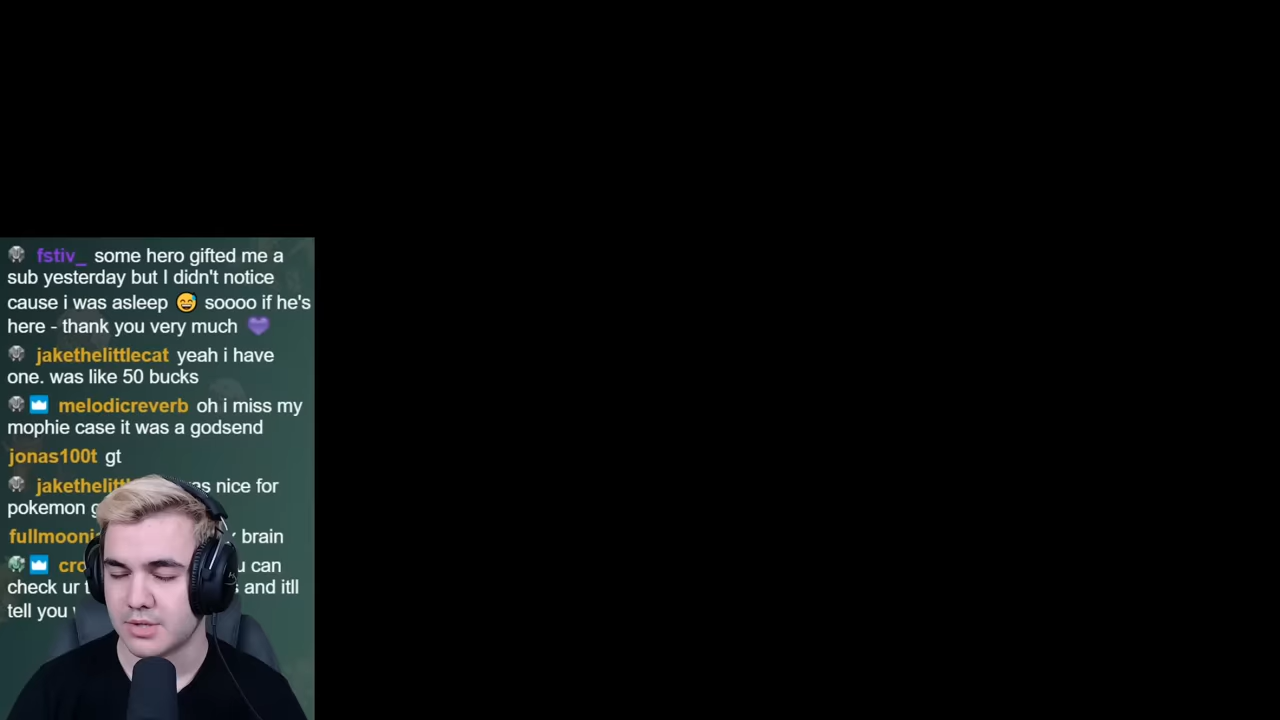 fstiv_ some hero gifted me a
sub yesterday but I didn't notice
cause i was asleep 😅 soooo if he's
here - thank you very much 💜
jakethelittlecat yeah i have
one. was like 50 bucks
melodicreverb oh i miss my
mophie case it was a godsend
jonas100t gt
nice for
pokemon
brain
can
check ur and itll
tell you